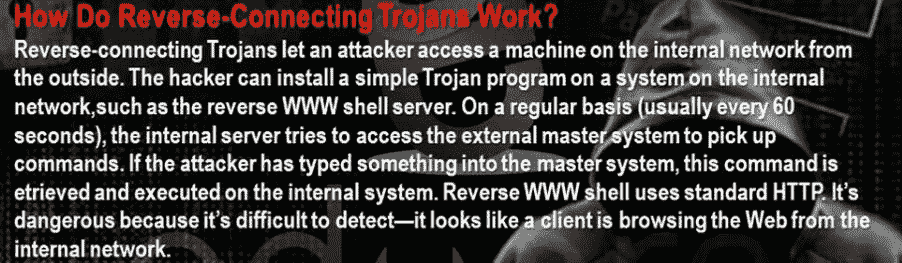 How Do Reverse-Connecting Trojans Work?
Reverse-connecting Trojans let an attacker access a machine on the internal network from
the outside. The hacker can install a simple Trojan program on a system on the internal
network,such as the reverse WWW shell server. On a regular basis (usually every 60
seconds), the internal server tries to access the external master system to pick up
commands. If the attacker has typed something into the master system, this command is
etrieved and executed on the internal system. Reverse WWW shell uses standard HTTP. It's
dangerous because it's difficult to detect—it looks like a client is browsing the Web from the
internal network.